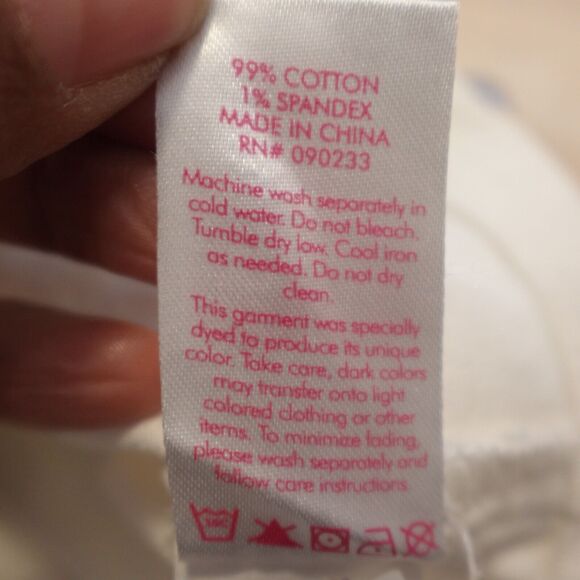 99% COTTON
1% SPANDEX
MADE IN CHINA
RN# 090233
Machine wash separately in
cold water. Do not bleach.
Tumble dry low. Cool iron
as needed. Do not dry
clean.
This garment was specially
dyed to produce its unique
color. Take care, dark colors
may transfer onto light
colored clothing or other
items. To minimize fading,
please wash separately and
follow care instructions.